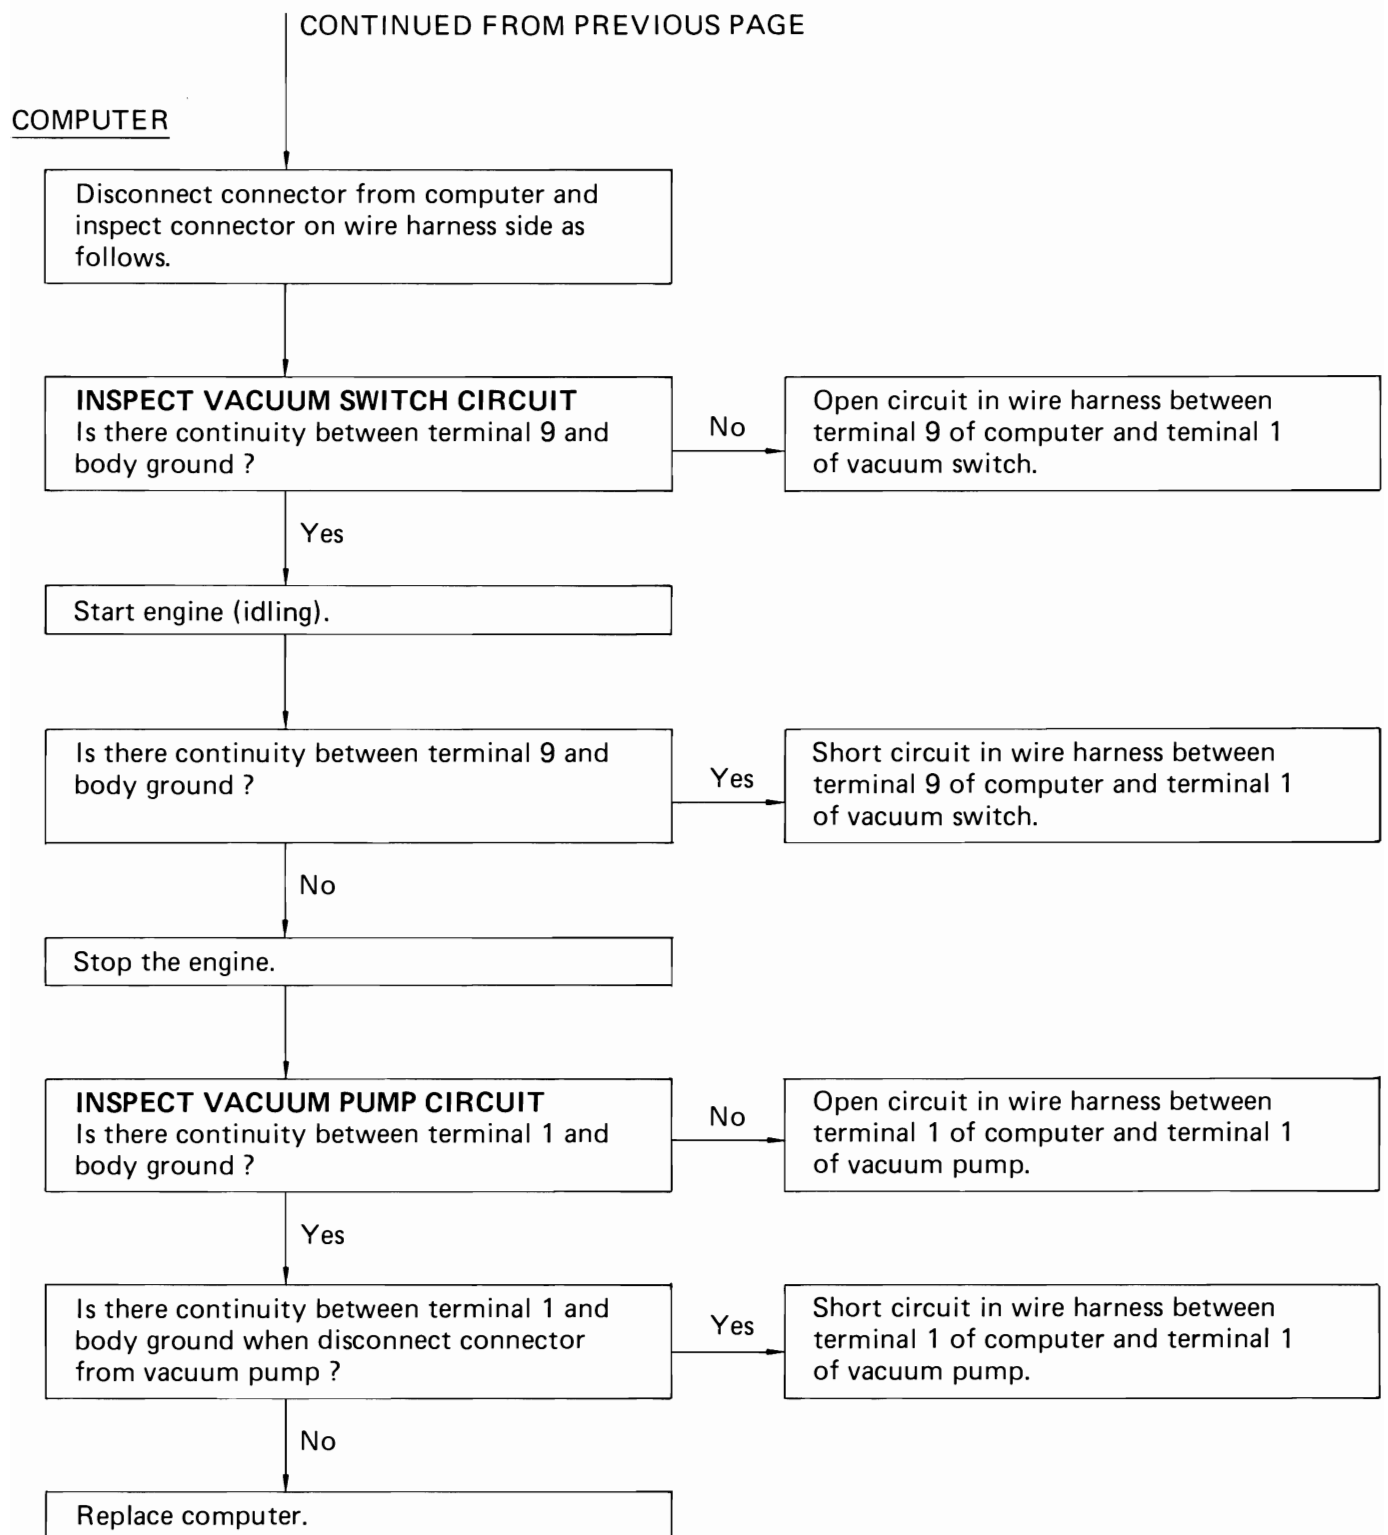 CONTINUED FROM PREVIOUS PAGE
COMPUTER
Disconnect connector from computer and
inspect connector on wire harness side as
follows.
INSPECT VACUUM SWITCH CIRCUIT
Is there continuity between terminal 9 and
body ground ?
No
Open circuit in wire harness between
terminal 9 of computer and teminal 1
of vacuum switch.
Yes
Start engine (idling).
Is there continuity between terminal 9 and
body ground ?
Yes
Short circuit in wire harness between
terminal 9 of computer and terminal 1
of vacuum switch.
No
Stop the engine.
INSPECT VACUUM PUMP CIRCUIT
Is there continuity between terminal 1 and
body ground ?
No
Open circuit in wire harness between
terminal 1 of computer and terminal 1
of vacuum pump.
Yes
Is there continuity between terminal 1 and
body ground when disconnect connector
from vacuum pump ?
Yes
Short circuit in wire harness between
terminal 1 of computer and terminal 1
of vacuum pump.
No
Replace computer.